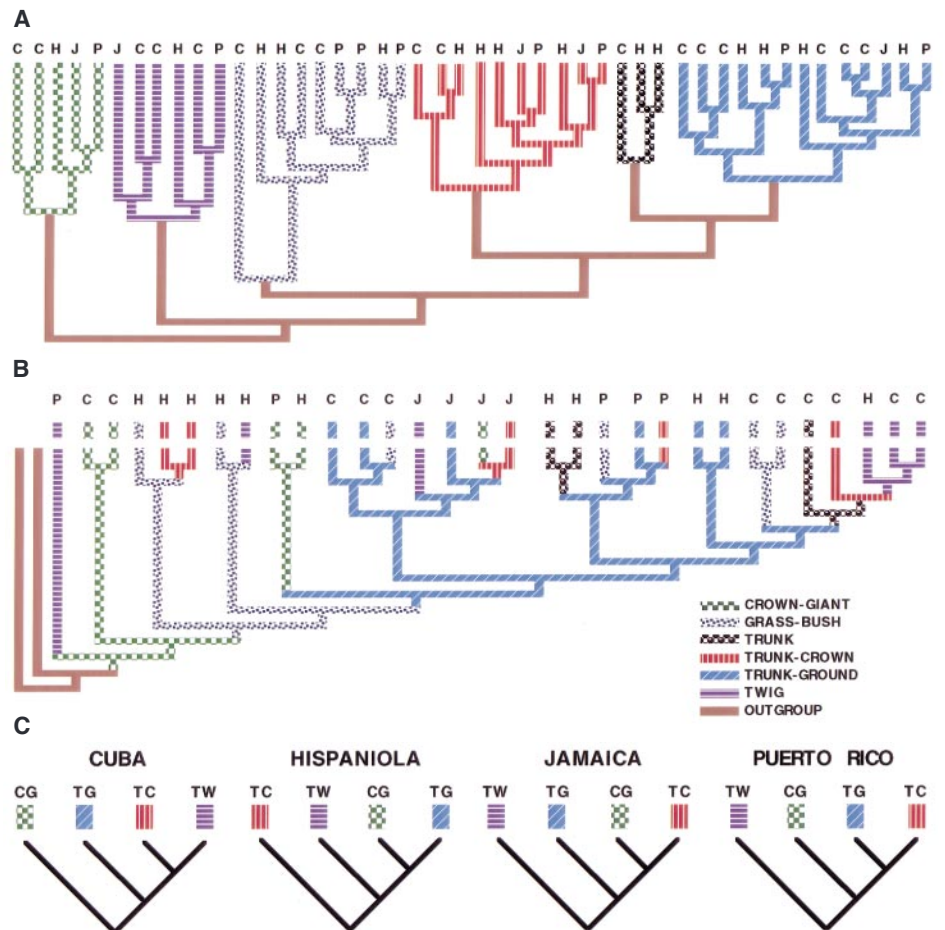 A
C C H J P J C C H C P C H H C C P P H P C C H H H J P H J P C H H C C C H H P H C C C J H P
B
P C C H H H H H P H C C C J J J J H H P P P H H C C C C H C C
CROWN-GIANT
GRASS-BUSH
TRUNK
TRUNK-CROWN
TRUNK-GROUND
TWIG
OUTGROUP
C
CUBA HISPANIOLA JAMAICA PUERTO RICO
CG TG TC TW TC TW CG TG TW TG CG TC TW CG TG TC